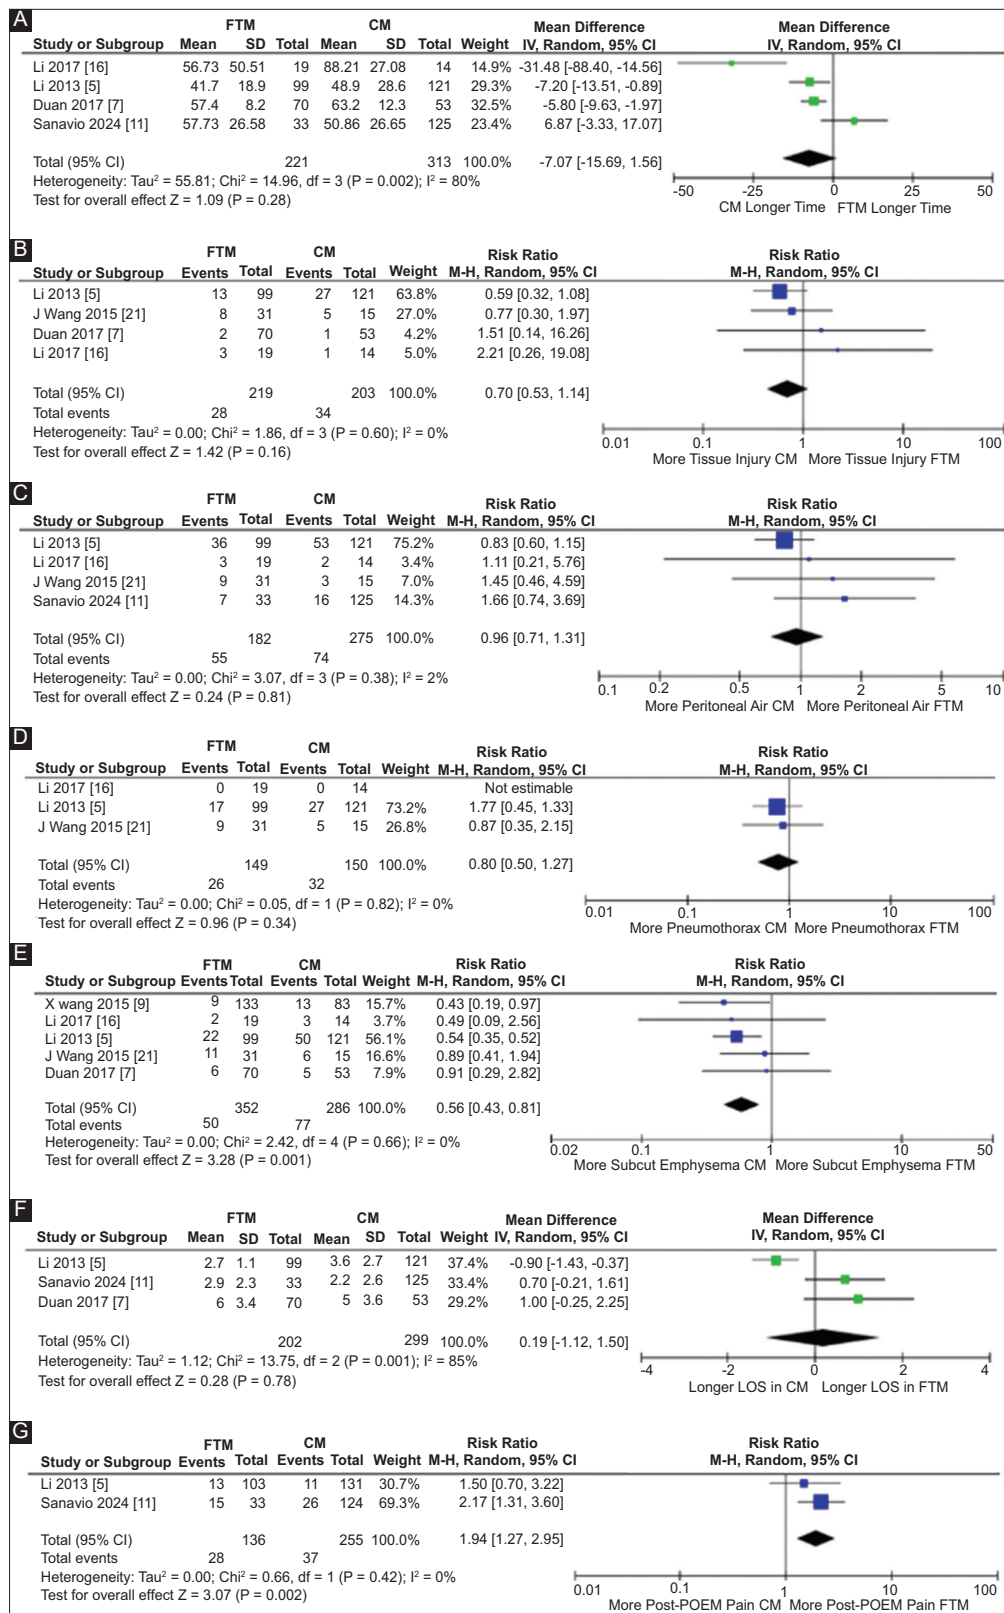 A
FTM CM Mean Difference Mean Difference
Study or Subgroup Mean SD Total Mean SD Total Weight IV, Random, 95% CI IV, Random, 95% CI
Li 2017 [16] 56.73 50.51 19 88.21 27.08 14 14.9% -31.48 [-88.40, -14.56]
Li 2013 [5] 41.7 18.9 99 48.9 28.6 121 29.3% -7.20 [-13.51, -0.89]
Duan 2017 [7] 57.4 8.2 70 63.2 12.3 53 32.5% -5.80 [-9.63, -1.97]
Sanavio 2024 [11] 57.73 26.58 33 50.86 26.65 125 23.4% 6.87 [-3.33, 17.07]
Total (95% CI) 221 313 100.0% -7.07 [-15.69, 1.56]
Heterogeneity: Tau² = 55.81; Chi² = 14.96, df = 3 (P = 0.002); I² = 80%
Test for overall effect Z = 1.09 (P = 0.28)
-50 -25 0 25 50
CM Longer Time FTM Longer Time
B
FTM CM Risk Ratio Risk Ratio
Study or Subgroup Events Total Events Total Weight M-H, Random, 95% CI M-H, Random, 95% CI
Li 2013 [5] 13 99 27 121 63.8% 0.59 [0.32, 1.08]
J Wang 2015 [21] 8 31 5 15 27.0% 0.77 [0.30, 1.97]
Duan 2017 [7] 2 70 1 53 4.2% 1.51 [0.14, 16.26]
Li 2017 [16] 3 19 1 14 5.0% 2.21 [0.26, 19.08]
Total (95% CI) 219 203 100.0% 0.70 [0.53, 1.14]
Total events 28 34
Heterogeneity: Tau² = 0.00; Chi² = 1.86, df = 3 (P = 0.60); I² = 0%
Test for overall effect Z = 1.42 (P = 0.16)
0.01 0.1 1 10 100
More Tissue Injury CM More Tissue Injury FTM
C
FTM CM Risk Ratio Risk Ratio
Study or Subgroup Events Total Events Total Weight M-H, Random, 95% CI M-H, Random, 95% CI
Li 2013 [5] 36 99 53 121 75.2% 0.83 [0.60, 1.15]
Li 2017 [16] 3 19 2 14 3.4% 1.11 [0.21, 5.76]
J Wang 2015 [21] 9 31 3 15 7.0% 1.45 [0.46, 4.59]
Sanavio 2024 [11] 7 33 16 125 14.3% 1.66 [0.74, 3.69]
Total (95% CI) 182 275 100.0% 0.96 [0.71, 1.31]
Total events 55 74
Heterogeneity: Tau² = 0.00; Chi² = 3.07, df = 3 (P = 0.38); I² = 2%
Test for overall effect Z = 0.24 (P = 0.81)
0.1 0.2 0.5 1 2 5 10
More Peritoneal Air CM More Peritoneal Air FTM
D
FTM CM Risk Ratio Risk Ratio
Study or Subgroup Events Total Events Total Weight M-H, Random, 95% CI M-H, Random, 95% CI
Li 2017 [16] 0 19 0 14 Not estimable
Li 2013 [5] 17 99 27 121 73.2% 1.77 [0.45, 1.33]
J Wang 2015 [21] 9 31 5 15 26.8% 0.87 [0.35, 2.15]
Total (95% CI) 149 150 100.0% 0.80 [0.50, 1.27]
Total events 26 32
Heterogeneity: Tau² = 0.00; Chi² = 0.05, df = 1 (P = 0.82); I² = 0%
Test for overall effect Z = 0.96 (P = 0.34)
0.01 0.1 1 10 100
More Pneumothorax CM More Pneumothorax FTM
E
FTM CM Risk Ratio Risk Ratio
Study or Subgroup Events Total Events Total Weight M-H, Random, 95% CI M-H, Random, 95% CI
X wang 2015 [9] 9 133 13 83 15.7% 0.43 [0.19, 0.97]
Li 2017 [16] 2 19 3 14 3.7% 0.49 [0.09, 2.56]
Li 2013 [5] 22 99 50 121 56.1% 0.54 [0.35, 0.52]
J Wang 2015 [21] 11 31 6 15 16.6% 0.89 [0.41, 1.94]
Duan 2017 [7] 6 70 5 53 7.9% 0.91 [0.29, 2.82]
Total (95% CI) 352 286 100.0% 0.56 [0.43, 0.81]
Total events 50 77
Heterogeneity: Tau² = 0.00; Chi² = 2.42, df = 4 (P = 0.66); I² = 0%
Test for overall effect Z = 3.28 (P = 0.001)
0.02 0.1 1 10 50
More Subcut Emphysema CM More Subcut Emphysema FTM
F
FTM CM Mean Difference Mean Difference
Study or Subgroup Mean SD Total Mean SD Total Weight IV, Random, 95% CI IV, Random, 95% CI
Li 2013 [5] 2.7 1.1 99 3.6 2.7 121 37.4% -0.90 [-1.43, -0.37]
Sanavio 2024 [11] 2.9 2.3 33 2.2 2.6 125 33.4% 0.70 [-0.21, 1.61]
Duan 2017 [7] 6 3.4 70 5 3.6 53 29.2% 1.00 [-0.25, 2.25]
Total (95% CI) 202 299 100.0% 0.19 [-1.12, 1.50]
Heterogeneity: Tau² = 1.12; Chi² = 13.75, df = 2 (P = 0.001); I² = 85%
Test for overall effect Z = 0.28 (P = 0.78)
-4 -2 0 2 4
Longer LOS in CM Longer LOS in FTM
G
FTM CM Risk Ratio Risk Ratio
Study or Subgroup Events Total Events Total Weight M-H, Random, 95% CI M-H, Random, 95% CI
Li 2013 [5] 13 103 11 131 30.7% 1.50 [0.70, 3.22]
Sanavio 2024 [11] 15 33 26 124 69.3% 2.17 [1.31, 3.60]
Total (95% CI) 136 255 100.0% 1.94 [1.27, 2.95]
Total events 28 37
Heterogeneity: Tau² = 0.00; Chi² = 0.66, df = 1 (P = 0.42); I² = 0%
Test for overall effect Z = 3.07 (P = 0.002)
0.01 0.1 1 10 100
More Post-POEM Pain CM More Post-POEM Pain FTM